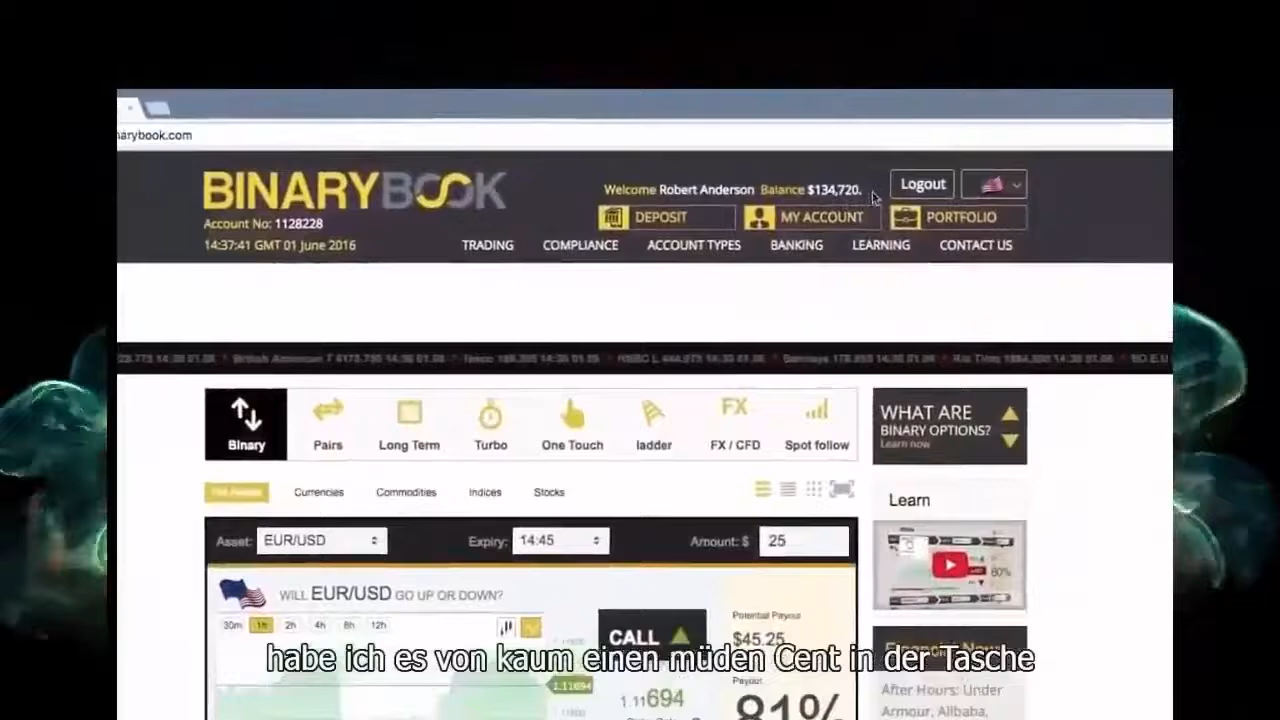 narybook.com
BINARYBOOK
Welcome Robert Anderson Balance $134,720.
Logout
Account No: 1128228
DEPOSIT
MY ACCOUNT
PORTFOLIO
14:37:41 GMT 01 June 2016
TRADING
COMPLIANCE
ACCOUNT TYPES
BANKING
LEARNING
CONTACT US
Binary
Pairs
Long Term
Turbo
One Touch
ladder
FX
FX / CFD
Spot follow
WHAT ARE
BINARY OPTIONS?
Learn now
Currencies
Commodities
Indices
Stocks
Learn
Asset: EUR/USD
Expiry: 14:45
Amount: $ 25
WILL EUR/USD GO UP OR DOWN?
30m 1h 2h 4h 8h 12h
CALL
Potential Payout
$45.25
habe ich es von kaum einen müden Cent in der Tasche
1.11694
1.11694
Payout
81%
After Hours: Under
Armour, Alibaba,